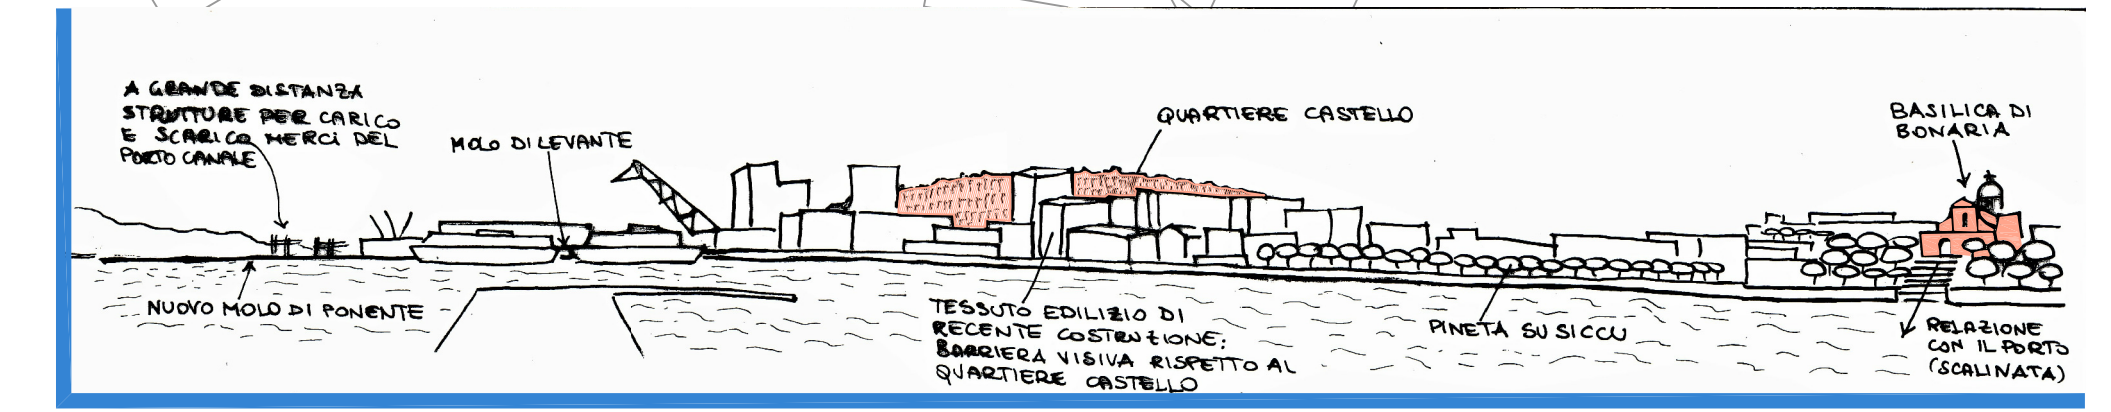 A GRANDE DISTANZA
STRUTTURE PER CARICO
E SCARICO MERCI DEL
PORTO CANALE
MOLO DI LEVANTE
QUARTIERE CASTELLO
BASILICA DI
BONARIA
NUOVO MOLO DI PONENTE
TESSUTO EDILIZIO DI
RECENTE COSTRUZIONE:
BARRIERA VISIVA RISPETTO AL
QUARTIERE CASTELLO
PINETA SU SICCU
RELAZIONE
CON IL PORTO
(SCALINATA)